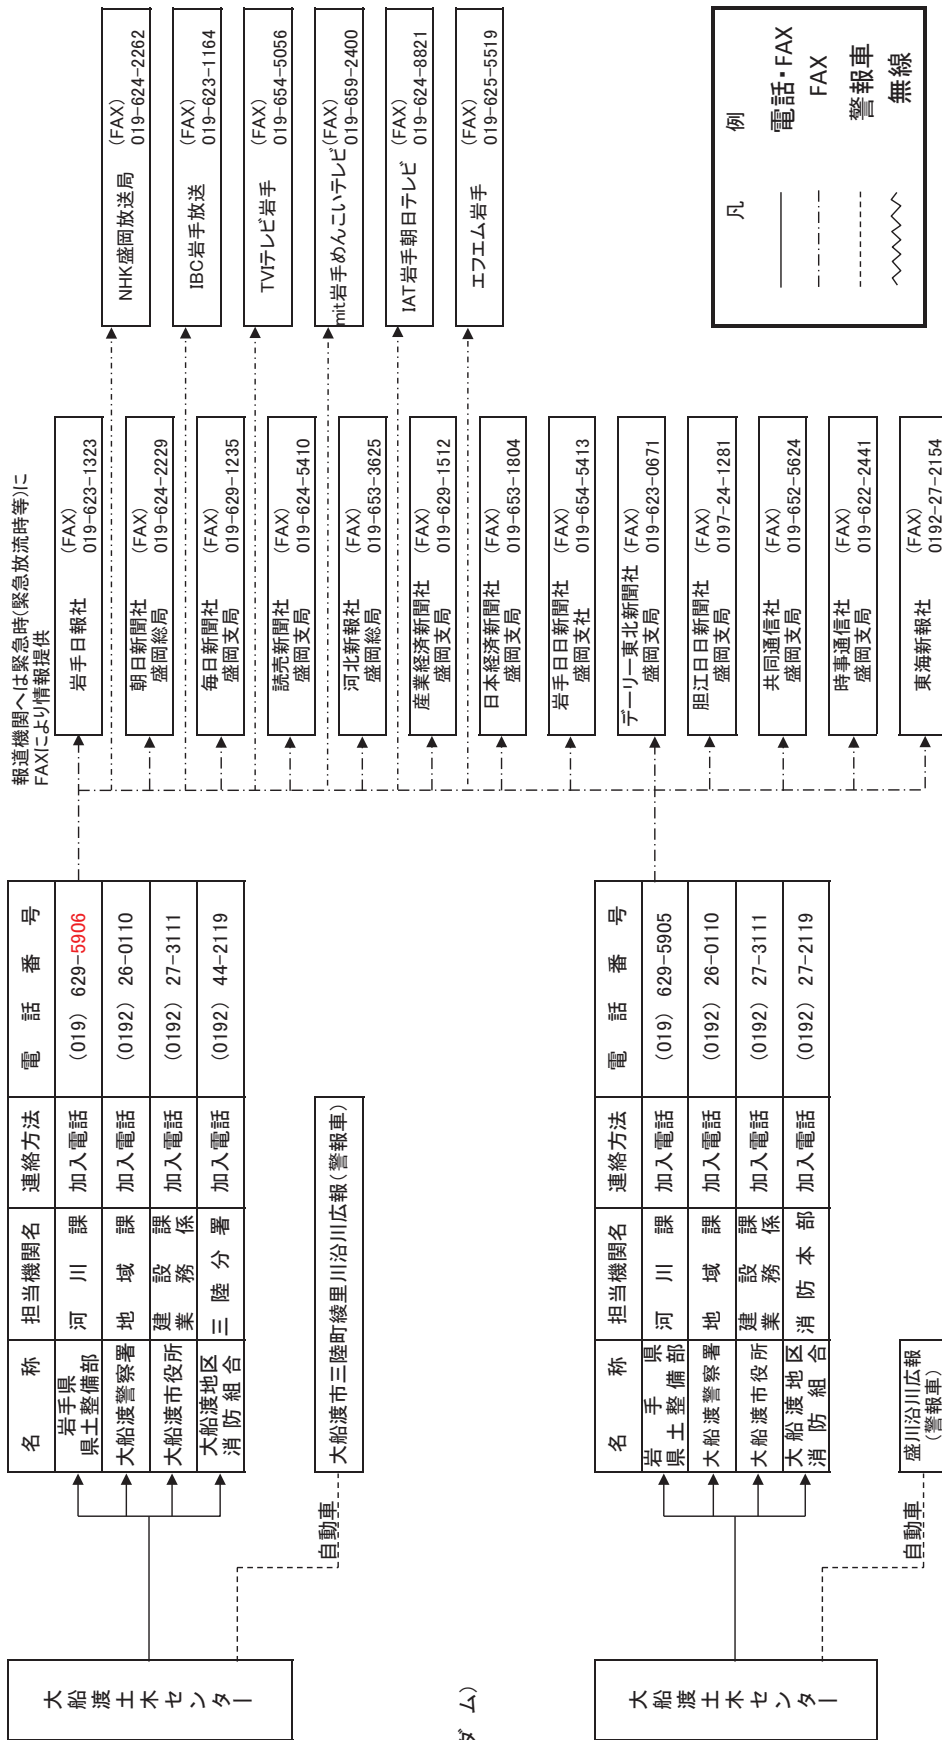 報道機関へは緊急時(緊急放流時等)に
FAXにより情報提供
大船渡土木センター
名 称 担当機関名 連絡方法 電 話 番 号
岩手県
県土整備部 河 川 課 加入電話 (019) 629-5906
大船渡警察署 地 域 課 加入電話 (0192) 26-0110
大船渡市役所 建 設 課
業 務 係 加入電話 (0192) 27-3111
大船渡地区
消 防 組 合 三 陸 分 署 加入電話 (0192) 44-2119
自動車
大船渡市三陸町綾里川沿川広報(警報車)
岩手日報社 (FAX)
019-623-1323
朝日新聞社
盛岡総局 (FAX)
019-624-2229
毎日新聞社
盛岡支局 (FAX)
019-629-1235
読売新聞社
盛岡支局 (FAX)
019-624-5410
河北新報社
盛岡総局 (FAX)
019-653-3625
産業経済新聞社
盛岡支局 (FAX)
019-629-1512
日本経済新聞社
盛岡支局 (FAX)
019-653-1804
岩手日日新聞社
盛岡支社 (FAX)
019-654-5413
デーリー東北新聞社
盛岡支局 (FAX)
019-623-0671
胆江日日新聞社
盛岡支局 (FAX)
0197-24-1281
共同通信社
盛岡支局 (FAX)
019-652-5624
時事通信社
盛岡支局 (FAX)
019-622-2441
東海新報社 (FAX)
0192-27-2154
NHK盛岡放送局 (FAX)
019-624-2262
IBC岩手放送 (FAX)
019-623-1164
TVIテレビ岩手 (FAX)
019-654-5056
mit岩手めんこいテレビ (FAX)
019-659-2400
IAT岩手朝日テレビ (FAX)
019-624-8821
エフエム岩手 (FAX)
019-625-5519
ダ ム)
大船渡土木センター
名 称 担当機関名 連絡方法 電 話 番 号
岩 手 県
県 土 整 備 部 河 川 課 加入電話 (019) 629-5905
大船渡警察署 地 域 課 加入電話 (0192) 26-0110
大船渡市役所 建 設 課
業 務 係 加入電話 (0192) 27-3111
大 船 渡 地 区
消 防 組 合 消 防 本 部 加入電話 (0192) 27-2119
自動車
盛川沿川広報
(警報車)
凡 例
電話・FAX
FAX
警報車
無線